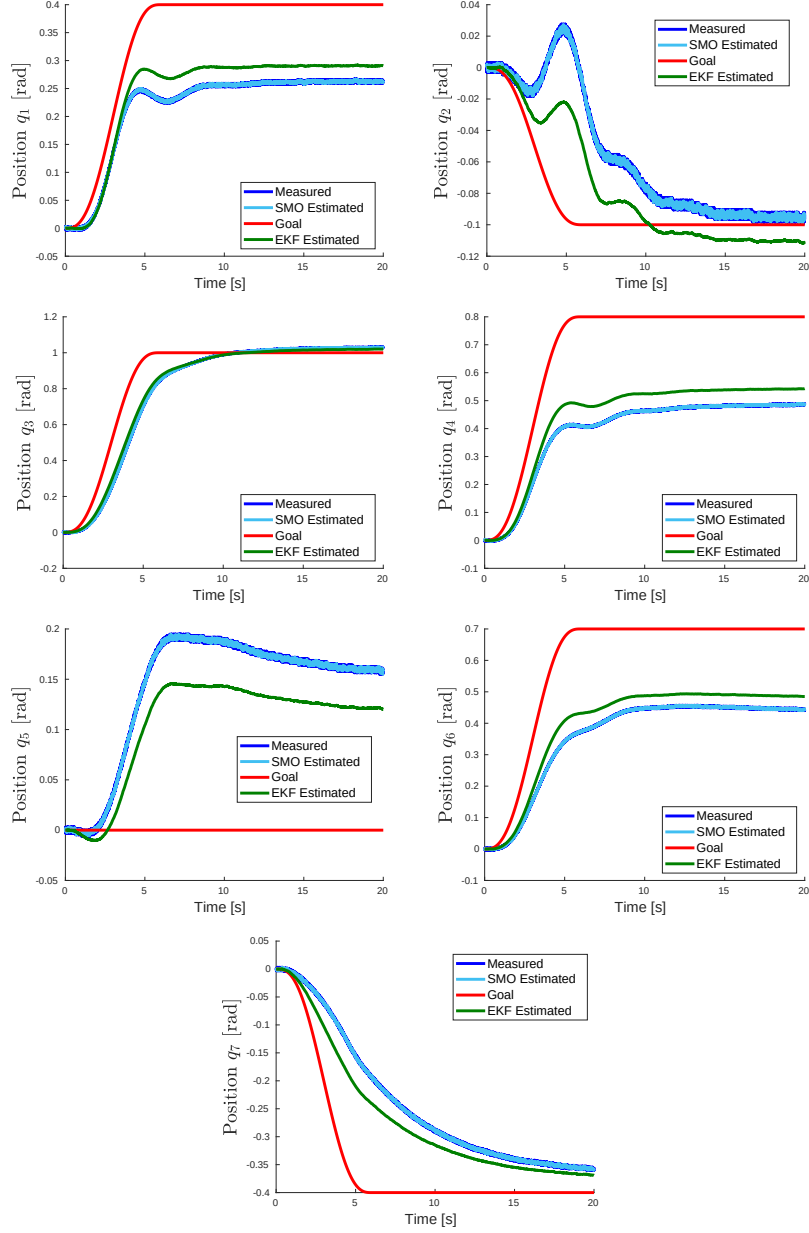 0.4
0.35
0.3
0.25
0.2
0.15
0.1
0.05
0
-0.05
0
5
10
15
20
Position q1 [rad]
Time [s]
Measured
SMO Estimated
Goal
EKF Estimated
0.04
0.02
0
-0.02
-0.04
-0.06
-0.08
-0.1
-0.12
0
5
10
15
20
Position q2 [rad]
Time [s]
Measured
SMO Estimated
Goal
EKF Estimated
1.2
1
0.8
0.6
0.4
0.2
0
-0.2
0
5
10
15
20
Position q3 [rad]
Time [s]
Measured
SMO Estimated
Goal
EKF Estimated
0.8
0.7
0.6
0.5
0.4
0.3
0.2
0.1
0
-0.1
0
5
10
15
20
Position q4 [rad]
Time [s]
Measured
SMO Estimated
Goal
EKF Estimated
0.2
0.15
0.1
0.05
0
-0.05
0
5
10
15
20
Position q5 [rad]
Time [s]
Measured
SMO Estimated
Goal
EKF Estimated
0.7
0.6
0.5
0.4
0.3
0.2
0.1
0
-0.1
0
5
10
15
20
Position q6 [rad]
Time [s]
Measured
SMO Estimated
Goal
EKF Estimated
0.05
0
-0.05
-0.1
-0.15
-0.2
-0.25
-0.3
-0.35
-0.4
0
5
10
15
20
Position q7 [rad]
Time [s]
Measured
SMO Estimated
Goal
EKF Estimated